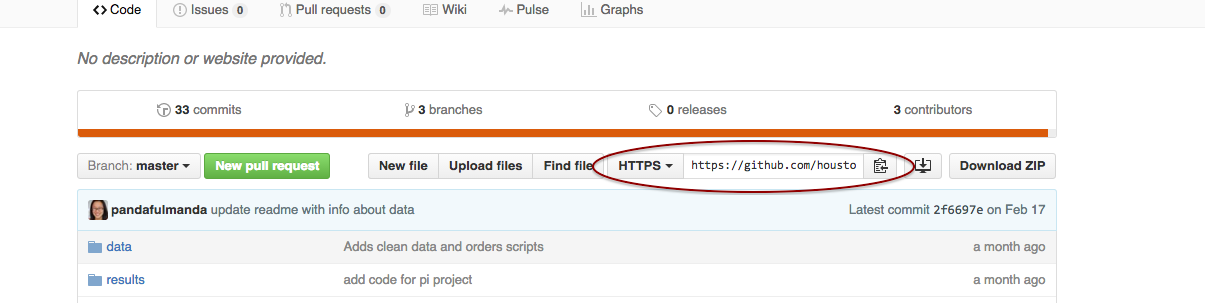 Code Issues 0 Pull requests 0 Wiki Pulse Graphs
No description or website provided.
33 commits 3 branches 0 releases 3 contributors
Branch: master New pull request New file Upload files Find file HTTPS https://github.com/housto Download ZIP
pandafulmanda update readme with info about data Latest commit 2f6697e on Feb 17
data Adds clean data and orders scripts a month ago
results add code for pi project a month ago